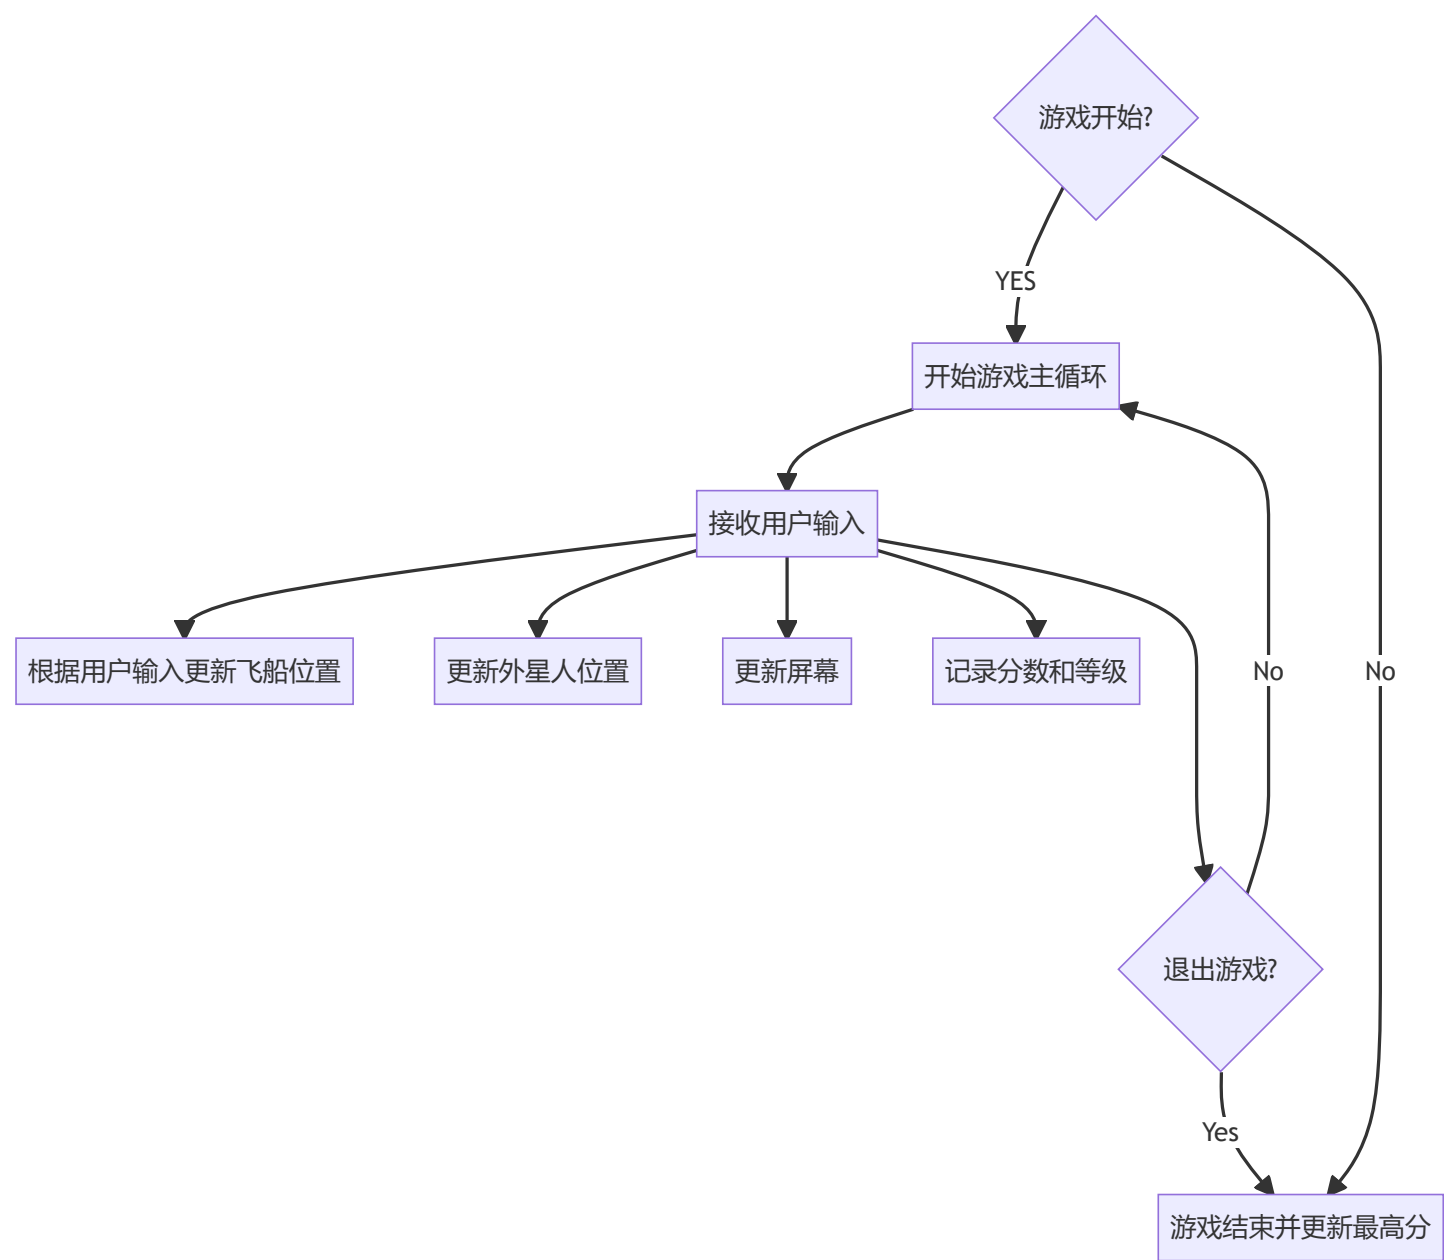 游戏开始?
YES
开始游戏主循环
接收用户输入
根据用户输入更新飞船位置
更新外星人位置
更新屏幕
记录分数和等级
No
No
退出游戏?
Yes
游戏结束并更新最高分